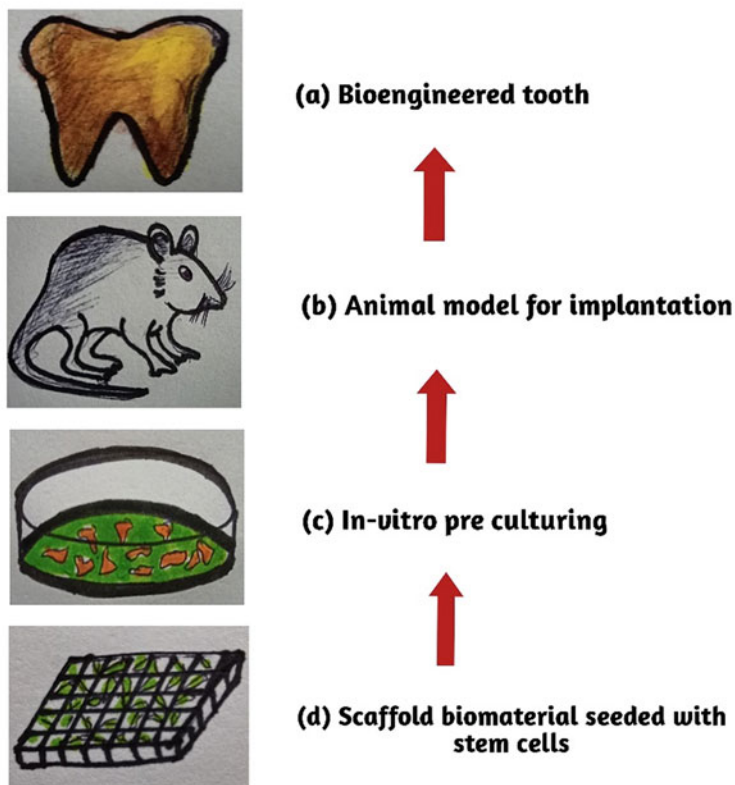 (a) Bioengineered tooth
(b) Animal model for implantation
(c) In-vitro pre culturing
(d) Scaffold biomaterial seeded with
stem cells